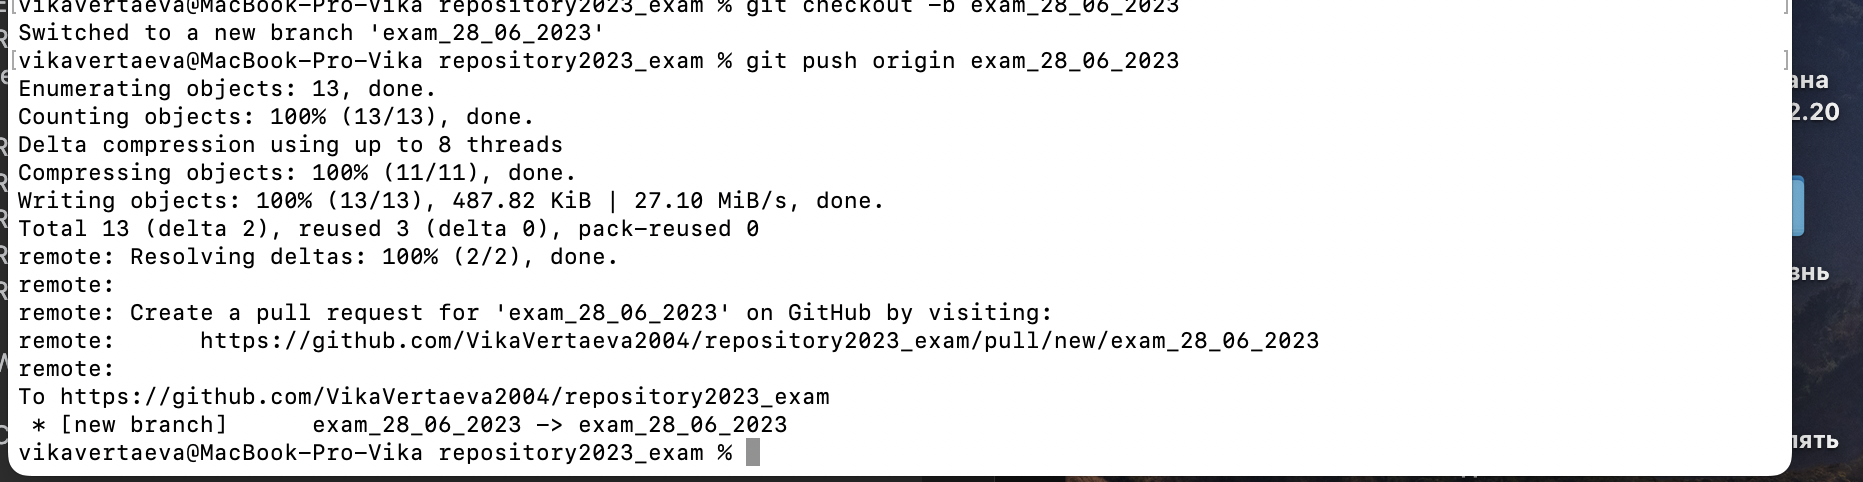 [vikavertaeva@MacBook-Pro-Vika repository2023_exam % git checkout -b exam_28_06_2023 ]
Switched to a new branch 'exam_28_06_2023'
[vikavertaeva@MacBook-Pro-Vika repository2023_exam % git push origin exam_28_06_2023 ]
Enumerating objects: 13, done.
Counting objects: 100% (13/13), done.
Delta compression using up to 8 threads
Compressing objects: 100% (11/11), done.
Writing objects: 100% (13/13), 487.82 KiB | 27.10 MiB/s, done.
Total 13 (delta 2), reused 3 (delta 0), pack-reused 0
remote: Resolving deltas: 100% (2/2), done.
remote:
remote: Create a pull request for 'exam_28_06_2023' on GitHub by visiting:
remote:      https://github.com/VikaVertaeva2004/repository2023_exam/pull/new/exam_28_06_2023
remote:
To https://github.com/VikaVertaeva2004/repository2023_exam
 * [new branch]      exam_28_06_2023 -> exam_28_06_2023
vikavertaeva@MacBook-Pro-Vika repository2023_exam %
ана
2.20
знь
лять